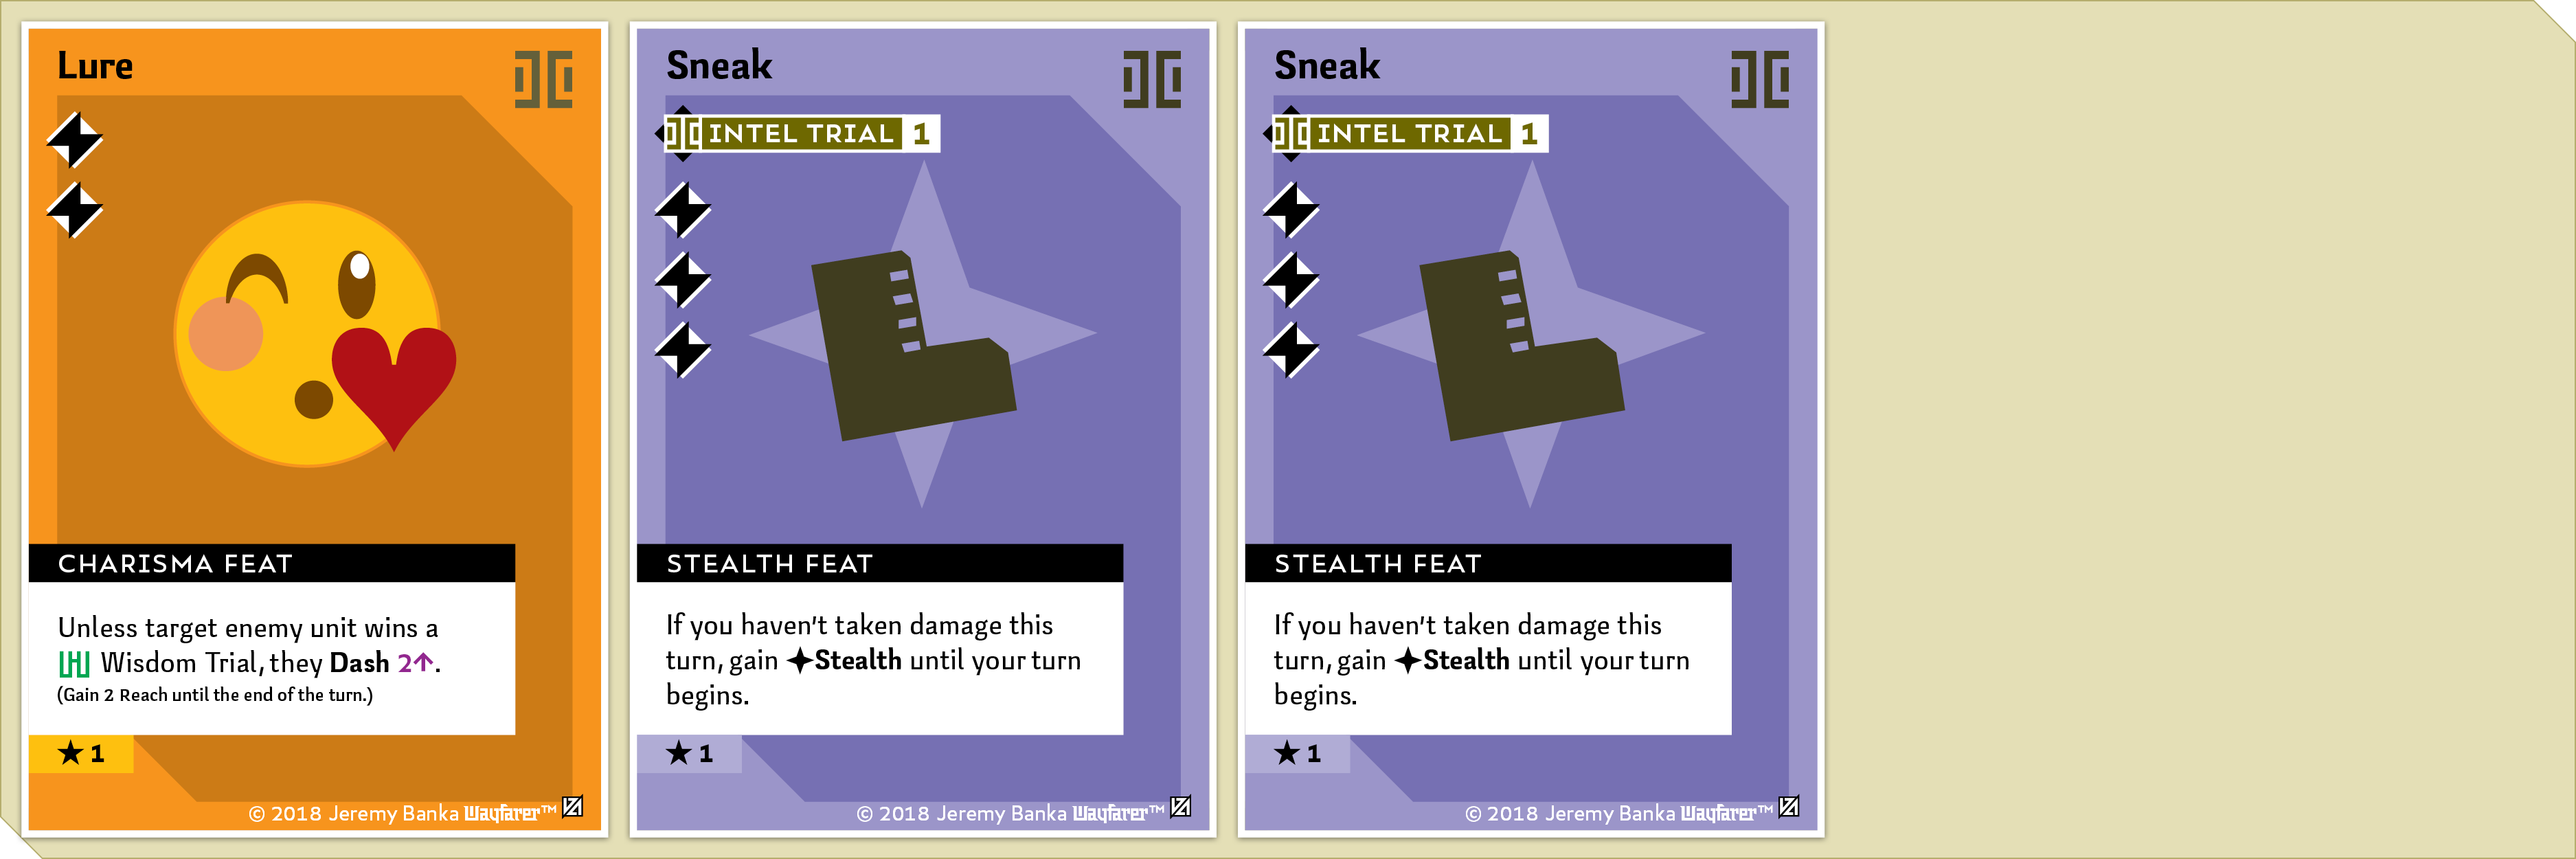 Lure
CHARISMA FEAT
Unless target enemy unit wins a
Wisdom Trial, they Dash 2↑.
(Gain 2 Reach until the end of the turn.)
★ 1
© 2018 Jeremy Banka Wayfarer™
Sneak
INTEL TRIAL 1
STEALTH FEAT
If you haven't taken damage this
turn, gain ✦Stealth until your turn
begins.
★ 1
© 2018 Jeremy Banka Wayfarer™
Sneak
INTEL TRIAL 1
STEALTH FEAT
If you haven't taken damage this
turn, gain ✦Stealth until your turn
begins.
★ 1
© 2018 Jeremy Banka Wayfarer™